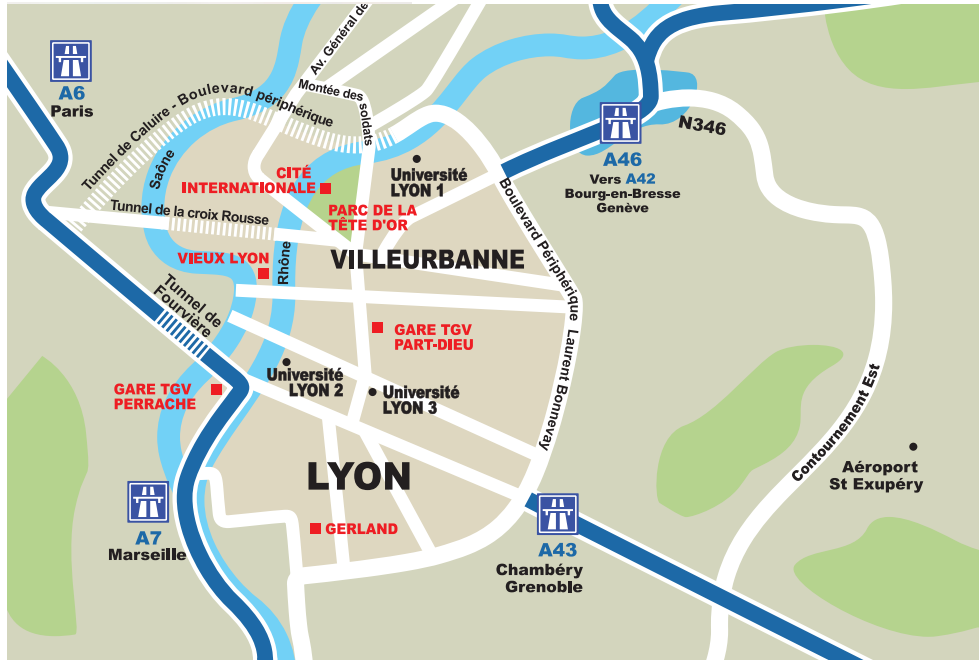 Av. Général de
A6
Paris
Montée des
soldats
Tunnel de Caluire - Boulevard périphérique
N346
A46
Vers A42
Bourg-en-Bresse
Genève
Saône
CITÉ
INTERNATIONALE
Université
LYON 1
Tunnel de la croix Rousse
PARC DE LA
TÊTE D'OR
Boulevard Périphérique Laurent Bonnevay
VIEUX LYON
Rhône
VILLEURBANNE
Tunnel de
Fourvière
GARE TGV
PART-DIEU
Université
LYON 2
Université
LYON 3
GARE TGV
PERRACHE
Contournement Est
Aéroport
St Exupéry
LYON
A7
Marseille
GERLAND
A43
Chambéry
Grenoble